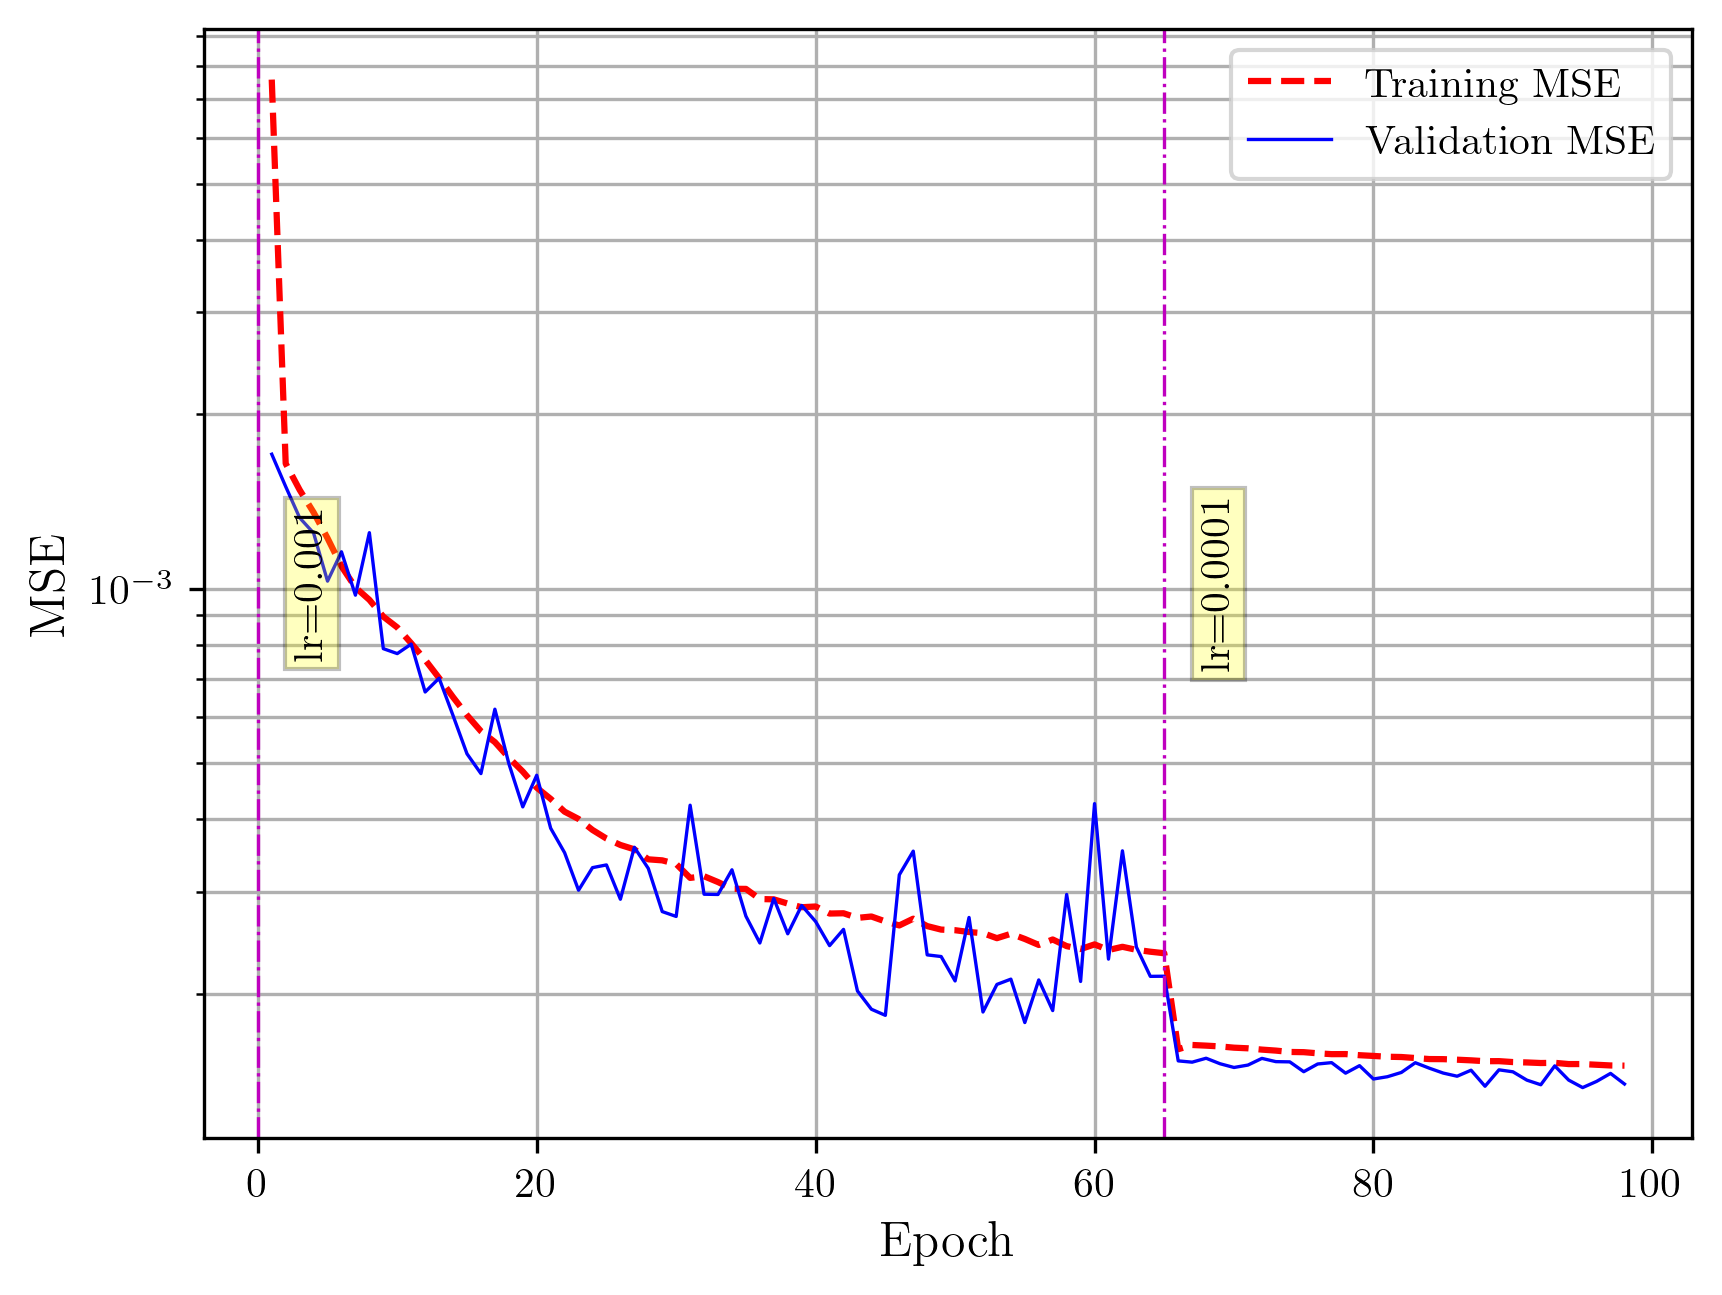 Training MSE
Validation MSE
MSE
10⁻³
lr=0.001
lr=0.0001
0 20 40 60 80 100
Epoch